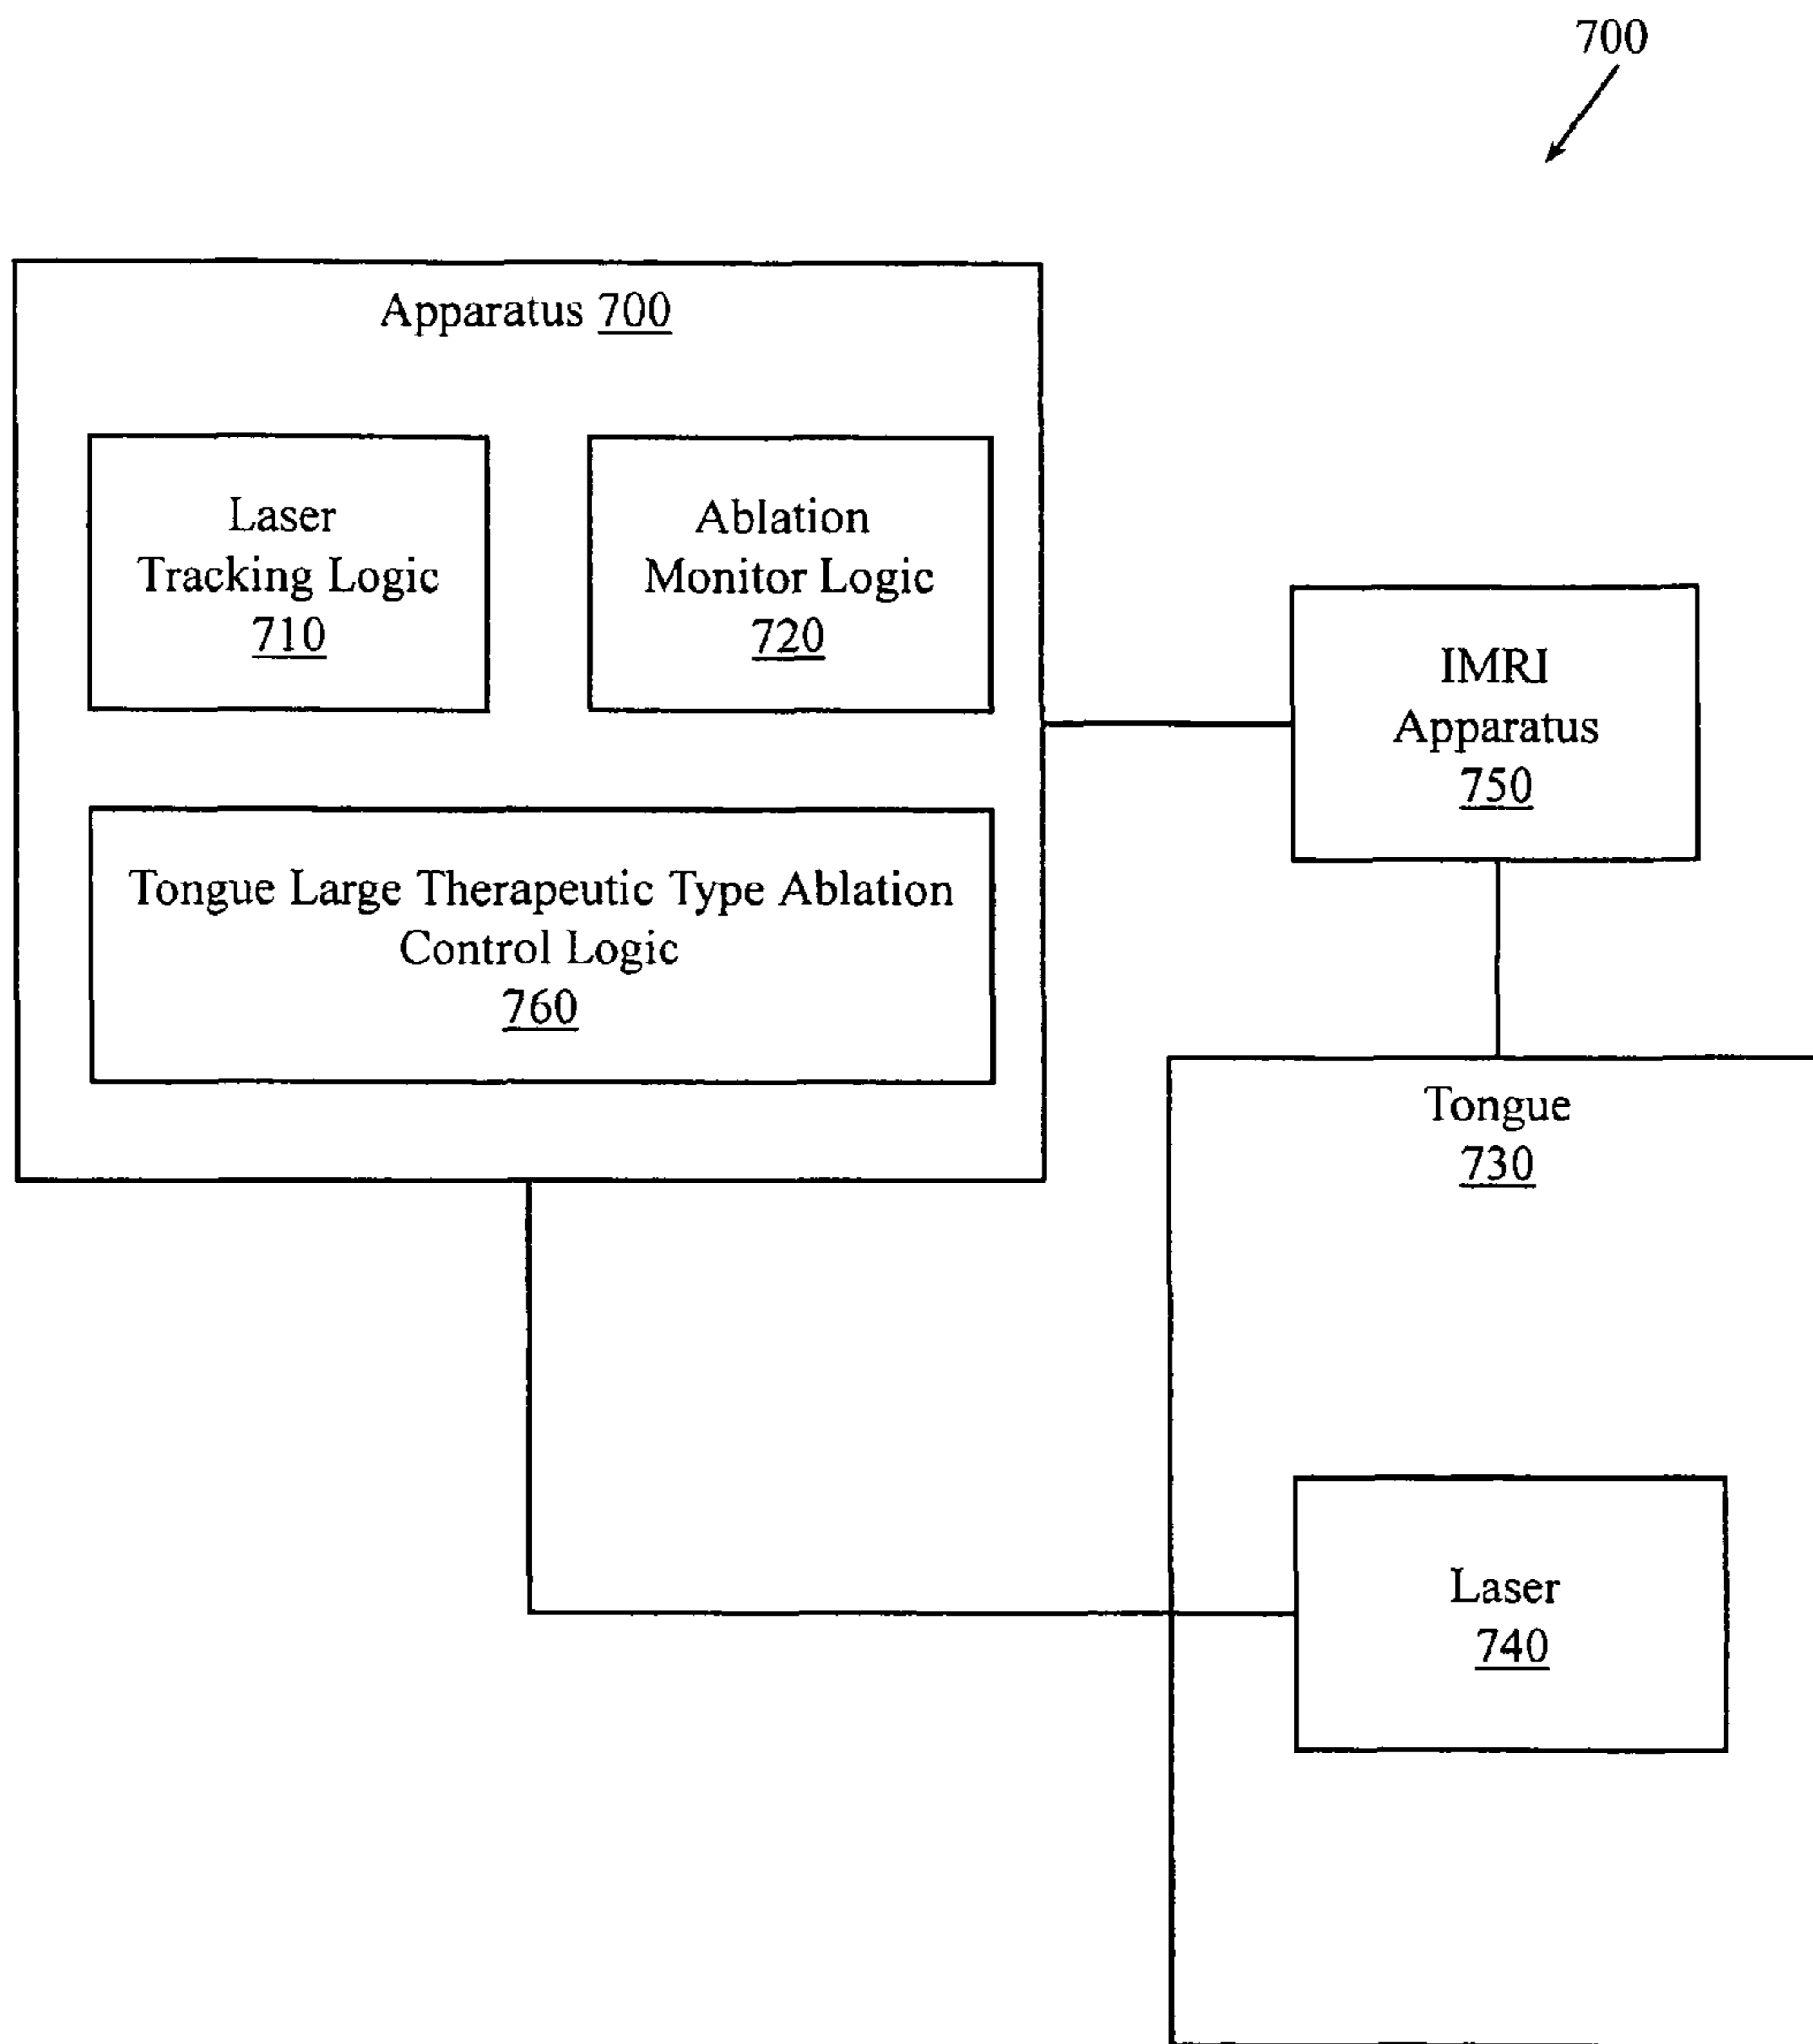 700
Apparatus 700
Laser
Tracking Logic
710
Ablation
Monitor Logic
720
IMRI
Apparatus
750
Tongue Large Therapeutic Type Ablation
Control Logic
760
Tongue
730
Laser
740